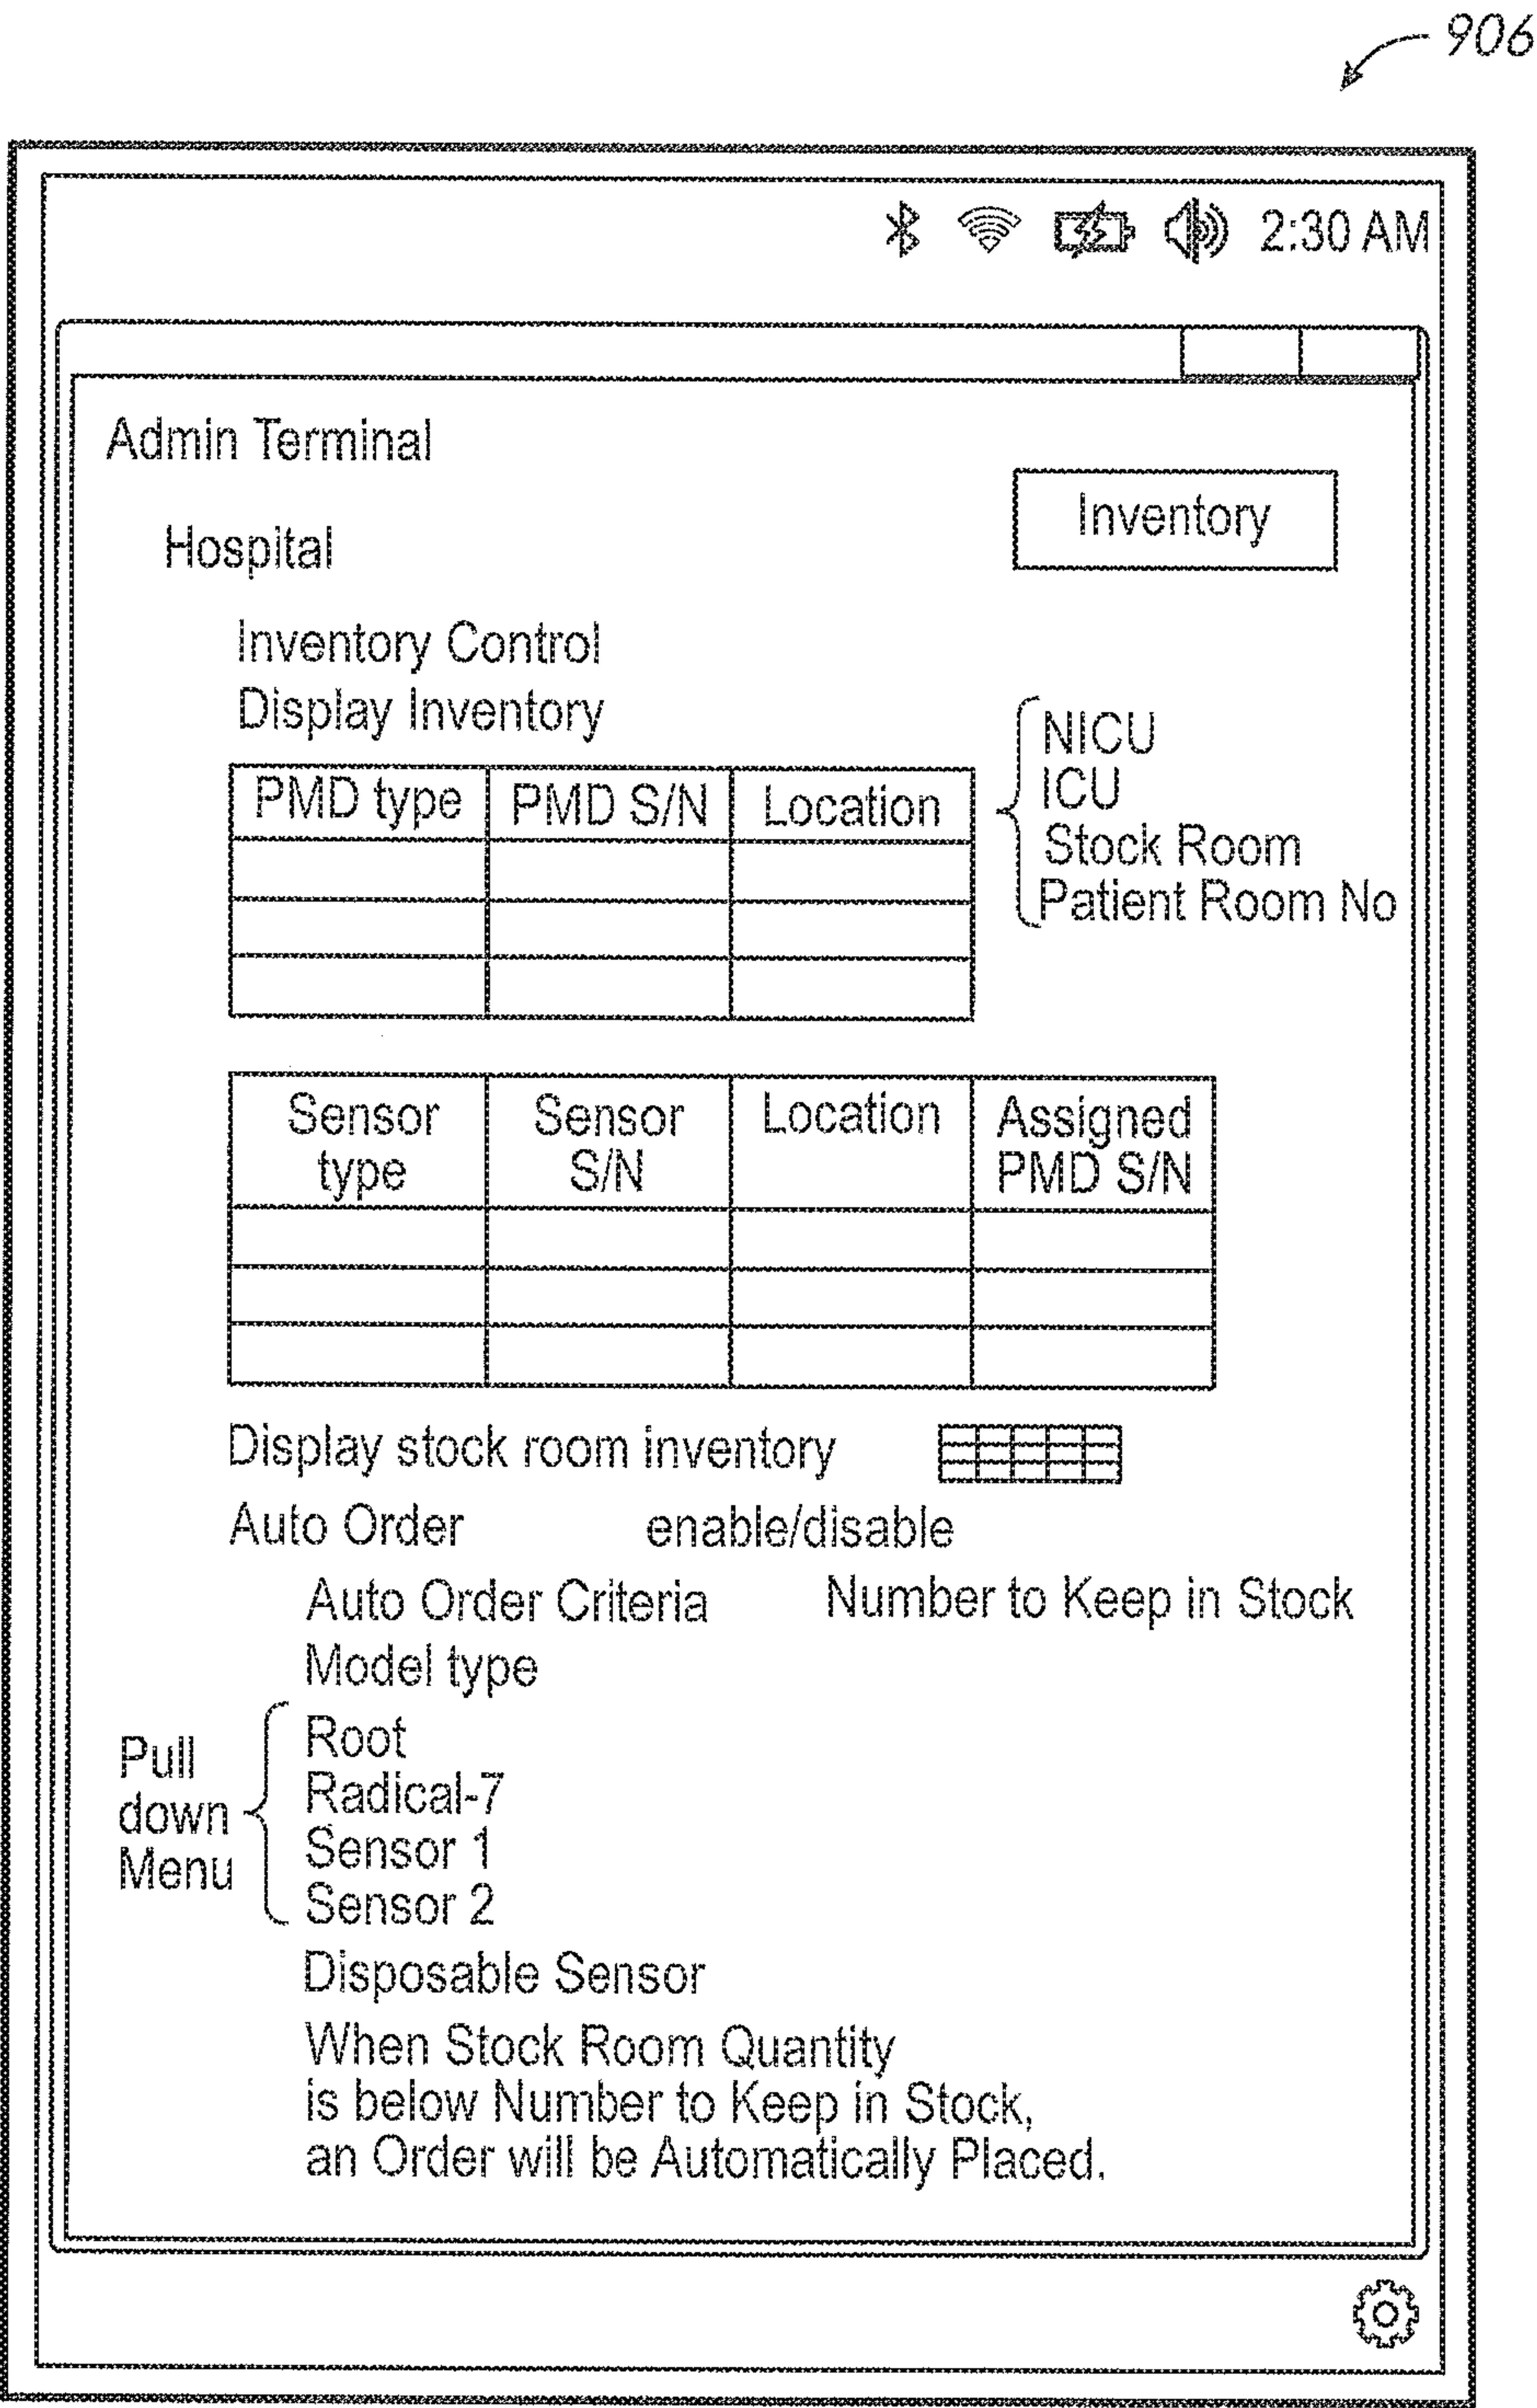 906
2:30 AM
Admin Terminal
Inventory
Hospital
Inventory Control
Display Inventory
NICU
ICU
Stock Room
Patient Room No
PMD type PMD S/N Location
Sensor type Sensor S/N Location Assigned PMD S/N
Display stock room inventory
Auto Order enable/disable
Auto Order Criteria Number to Keep in Stock
Model type
Pull
down
Menu
Root
Radical-7
Sensor 1
Sensor 2
Disposable Sensor
When Stock Room Quantity
is below Number to Keep in Stock,
an Order will be Automatically Placed.